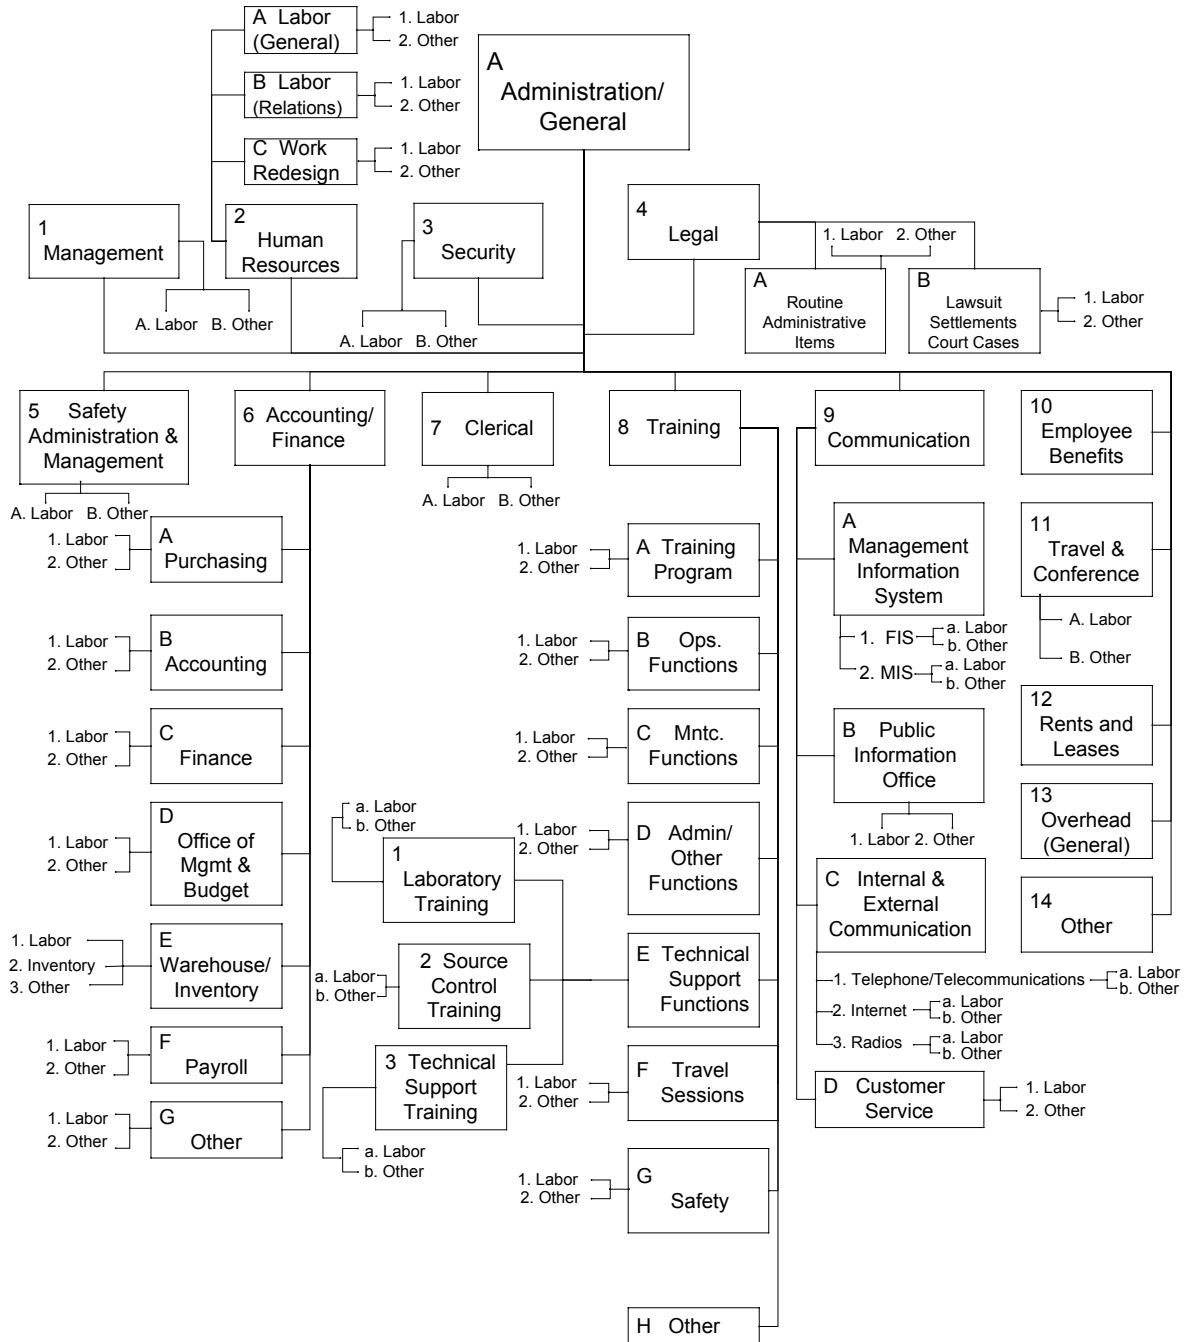 A Labor
(General)
1. Labor
2. Other
B Labor
(Relations)
1. Labor
2. Other
C Work
Redesign
1. Labor
2. Other
A
Administration/
General
1
Management
A. Labor B. Other
2
Human
Resources
3
Security
A. Labor B. Other
4
Legal
1. Labor 2. Other
A
Routine
Administrative
Items
B
Lawsuit
Settlements
Court Cases
1. Labor
2. Other
5 Safety
Administration &
Management
A. Labor B. Other
6 Accounting/
Finance
A
Purchasing
1. Labor
2. Other
B
Accounting
1. Labor
2. Other
C
Finance
1. Labor
2. Other
D
Office of
Mgmt &
Budget
1. Labor
2. Other
E
Warehouse/
Inventory
1. Labor
2. Inventory
3. Other
F
Payroll
1. Labor
2. Other
G
Other
1. Labor
2. Other
7 Clerical
A. Labor B. Other
8 Training
A Training
Program
1. Labor
2. Other
B Ops.
Functions
1. Labor
2. Other
C Mntc.
Functions
1. Labor
2. Other
D Admin/
Other
Functions
1. Labor
2. Other
E Technical
Support
Functions
1
Laboratory
Training
a. Labor
b. Other
2 Source
Control
Training
a. Labor
b. Other
3 Technical
Support
Training
a. Labor
b. Other
F Travel
Sessions
1. Labor
2. Other
G
Safety
1. Labor
2. Other
H Other
9
Communication
A
Management
Information
System
1. FIS
a. Labor
b. Other
2. MIS
a. Labor
b. Other
B Public
Information
Office
1. Labor 2. Other
C Internal &
External
Communication
1. Telephone/Telecommunications
a. Labor
b. Other
2. Internet
a. Labor
b. Other
3. Radios
a. Labor
b. Other
D Customer
Service
1. Labor
2. Other
10
Employee
Benefits
11
Travel &
Conference
A. Labor
B. Other
12
Rents and
Leases
13
Overhead
(General)
14
Other